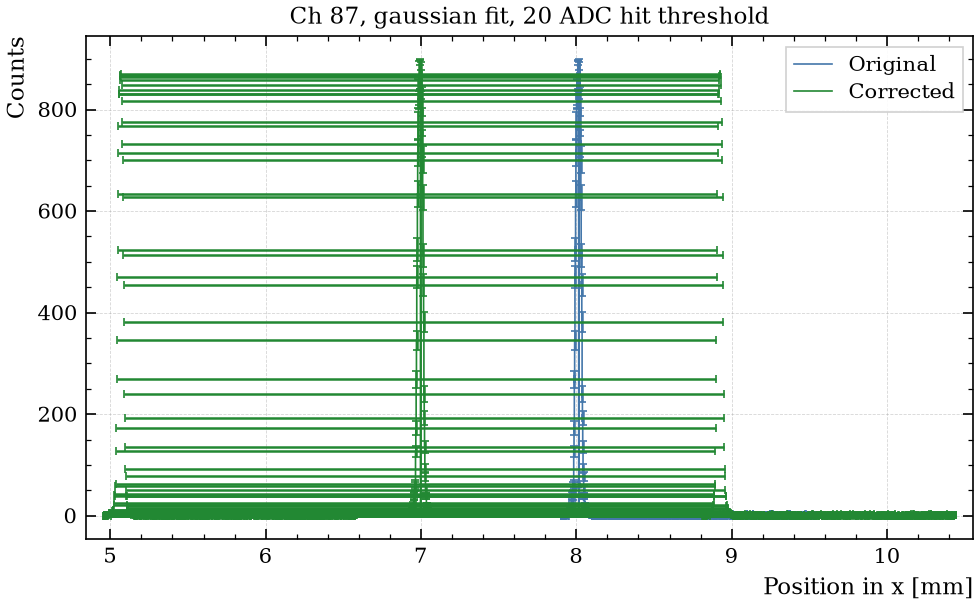 Ch 87, gaussian fit, 20 ADC hit threshold
Counts
Original
Corrected
800
600
400
200
0
5 6 7 8 9 10
Position in x [mm]